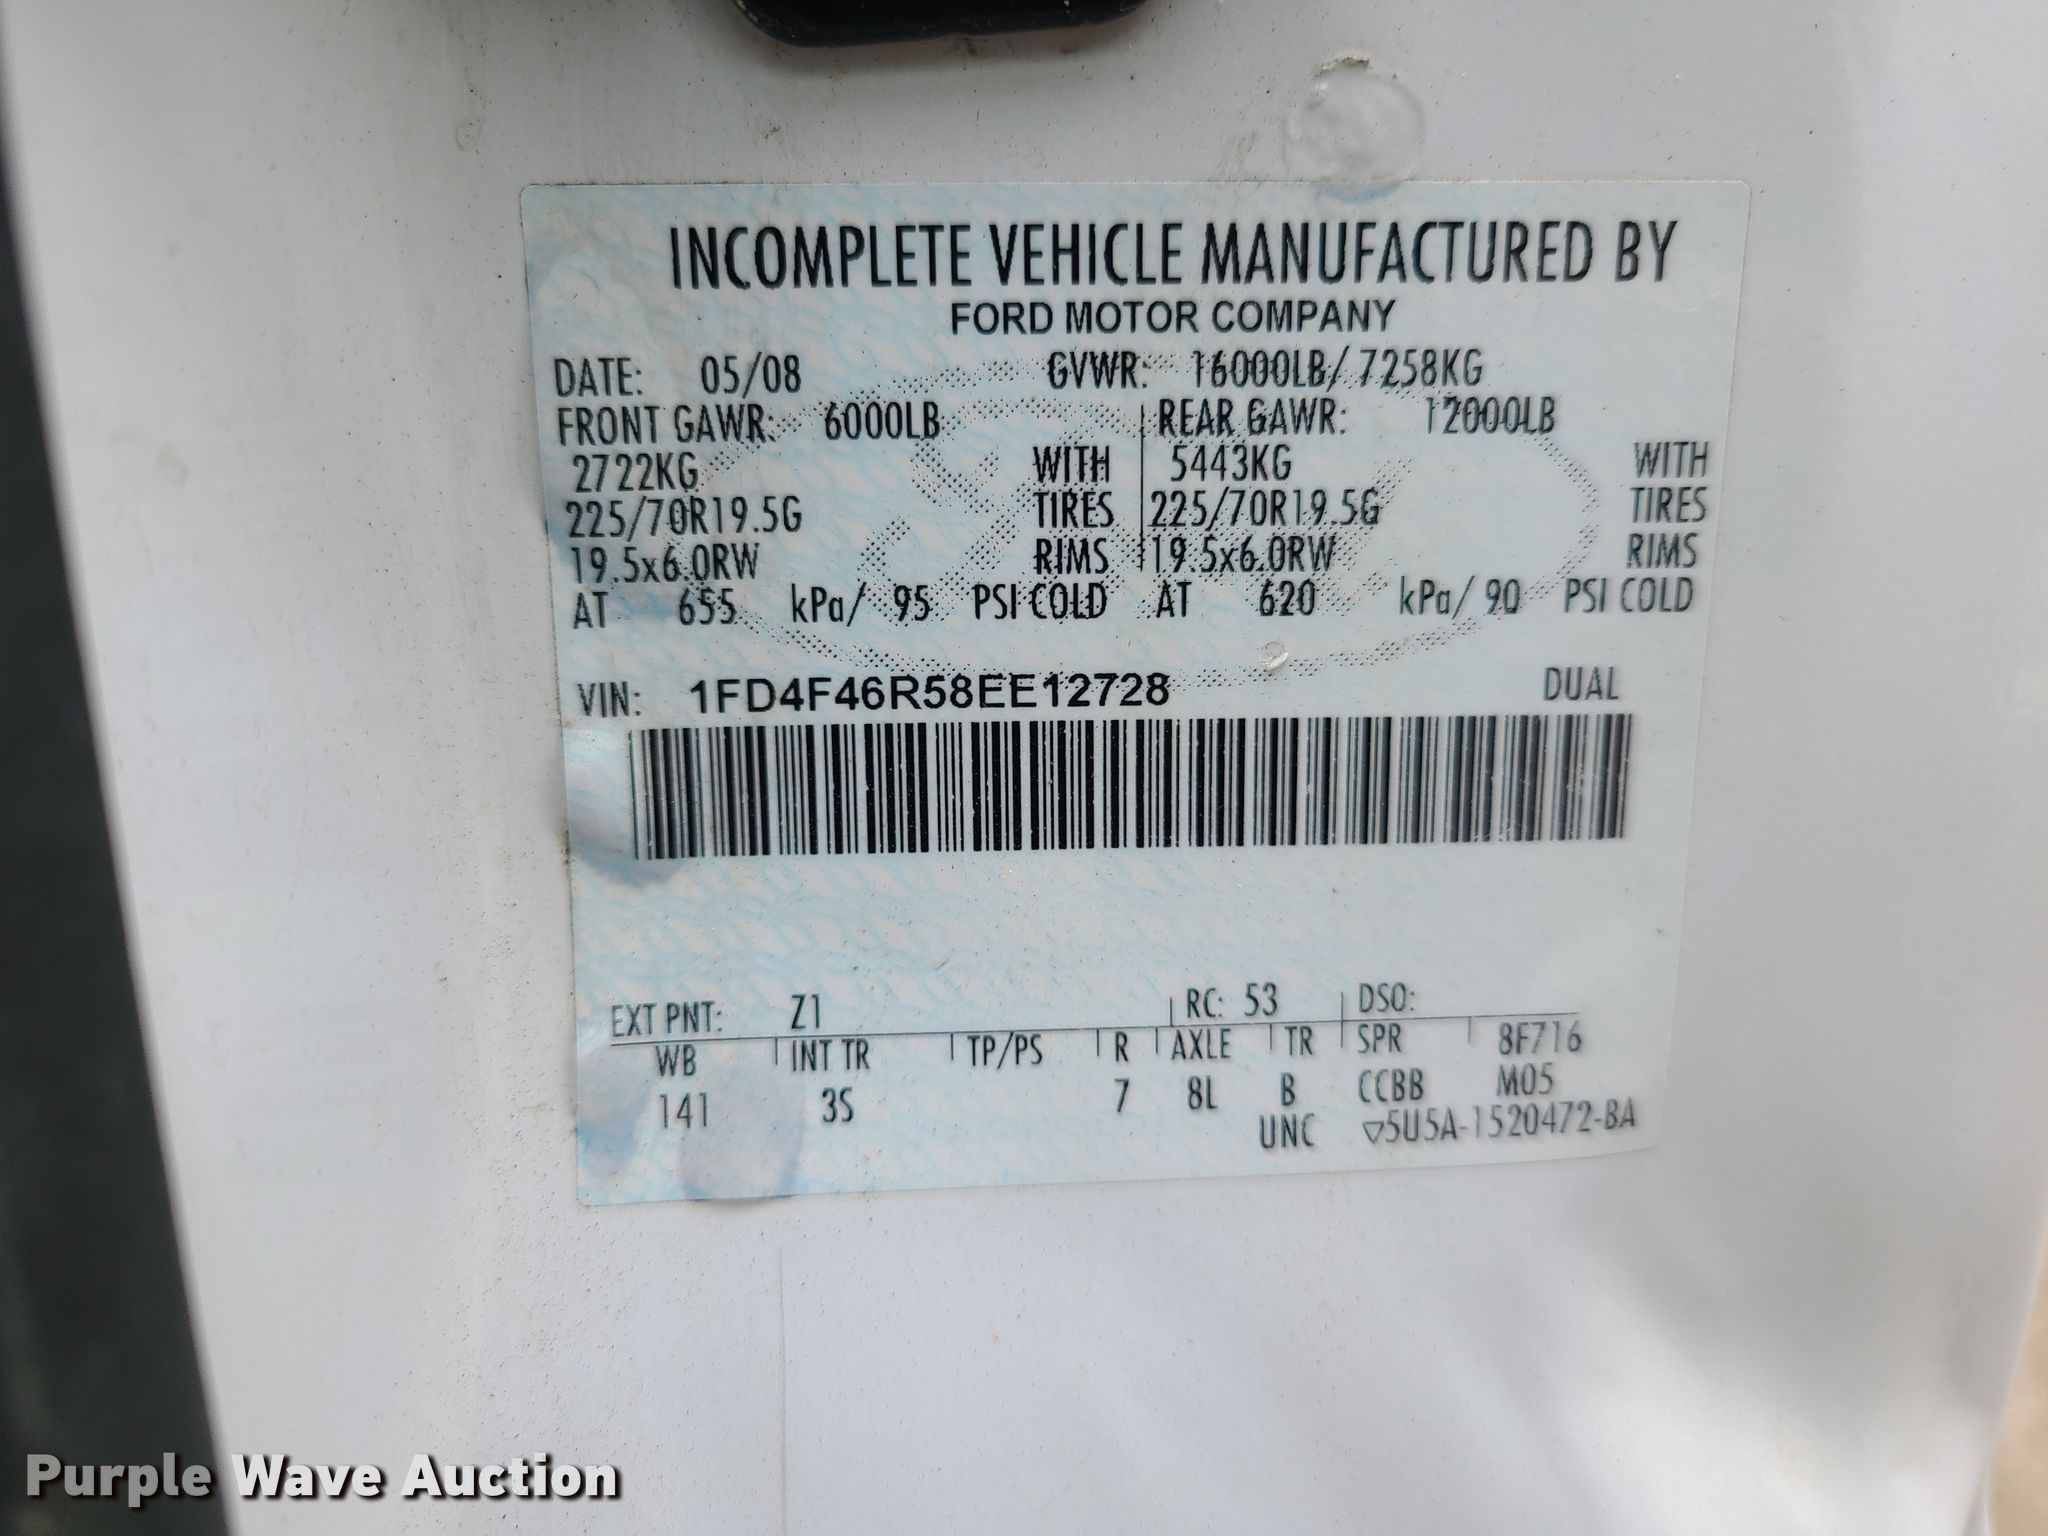 INCOMPLETE VEHICLE MANUFACTURED BY
FORD MOTOR COMPANY
DATE: 05/08 GVWR: 16000LB/ 7258KG
FRONT GAWR: 6000LB REAR GAWR: 12000LB
2722KG WITH 5443KG WITH
225/70R19.5G TIRES 225/70R19.5G TIRES
19.5x6.0RW RIMS 19.5x6.0RW RIMS
AT 655 kPa/ 95 PSI COLD AT 620 kPa/ 90 PSI COLD
VIN: 1FD4F46R58EE12728 DUAL
EXT PNT: Z1 RC: 53 DSO:
WB INT TR TP/PS R AXLE TR SPR 8F716
141 3S 7 8L B CCBB M05
UNC ▽5U5A-1520472-BA
Purple Wave Auction